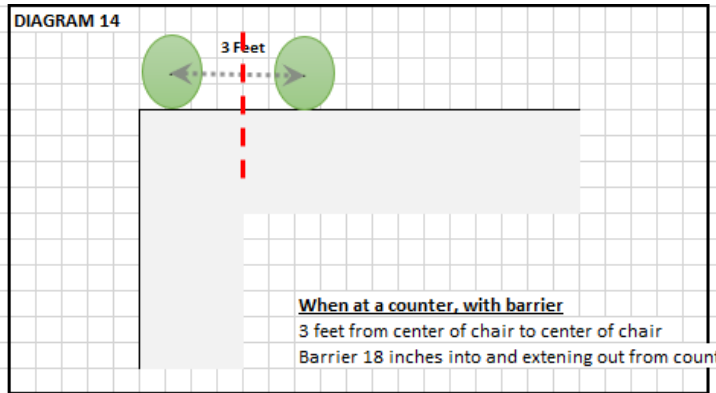 DIAGRAM 14
3 Feet
When at a counter, with barrier
3 feet from center of chair to center of chair
Barrier 18 inches into and extening out from